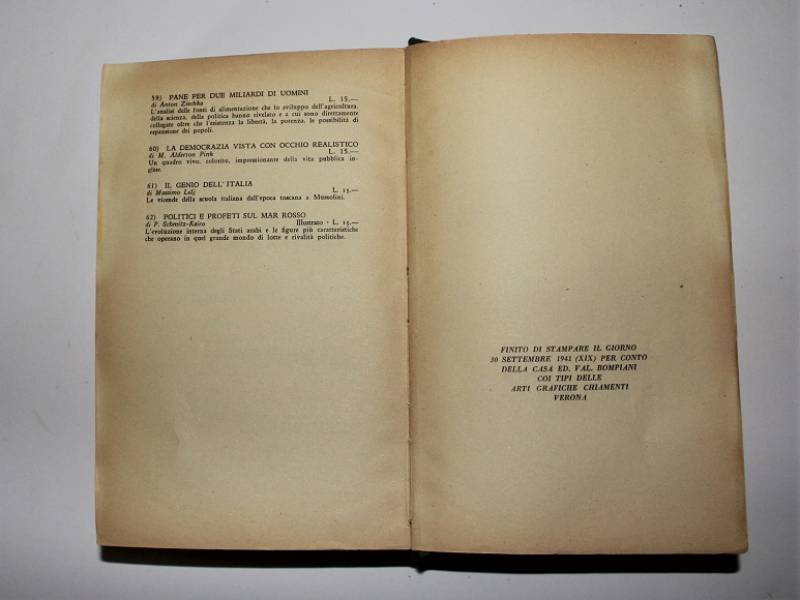 59) PANE PER DUE MILIARDI DI UOMINI
di Anton Zischka L. 15.—
L'analisi delle fonti di alimentazione che lo sviluppo dell'agricoltura,
della scienza, della politica hanno rivelato e a cui sono direttamente
collegate oltre che l'esistenza la libertà, la potenza, le possibilità di
espansione dei popoli.
60) LA DEMOCRAZIA VISTA CON OCCHIO REALISTICO
di M. Alderton Pink L. 15.—
Un quadro vivo, colorito, impressionante della vita pubblica in-
glese.
61) IL GENIO DELL'ITALIA
di Massimo Lelj L. 15.—
Le vicende della scuola italiana dall'epoca toscana a Mussolini.
62) POLITICI E PROFETI SUL MAR ROSSO
di P. Schmitz-Kairo Illustrato - L. 25.—
L'evoluzione interna degli Stati arabi e le figure più caratteristiche
che operano in quel grande mondo di lotte e rivalità politiche.
FINITO DI STAMPARE IL GIORNO
30 SETTEMBRE 1941 (XIX) PER CONTO
DELLA CASA ED. VAL. BOMPIANI
COI TIPI DELLE
ARTI GRAFICHE CHIAMENTI
VERONA